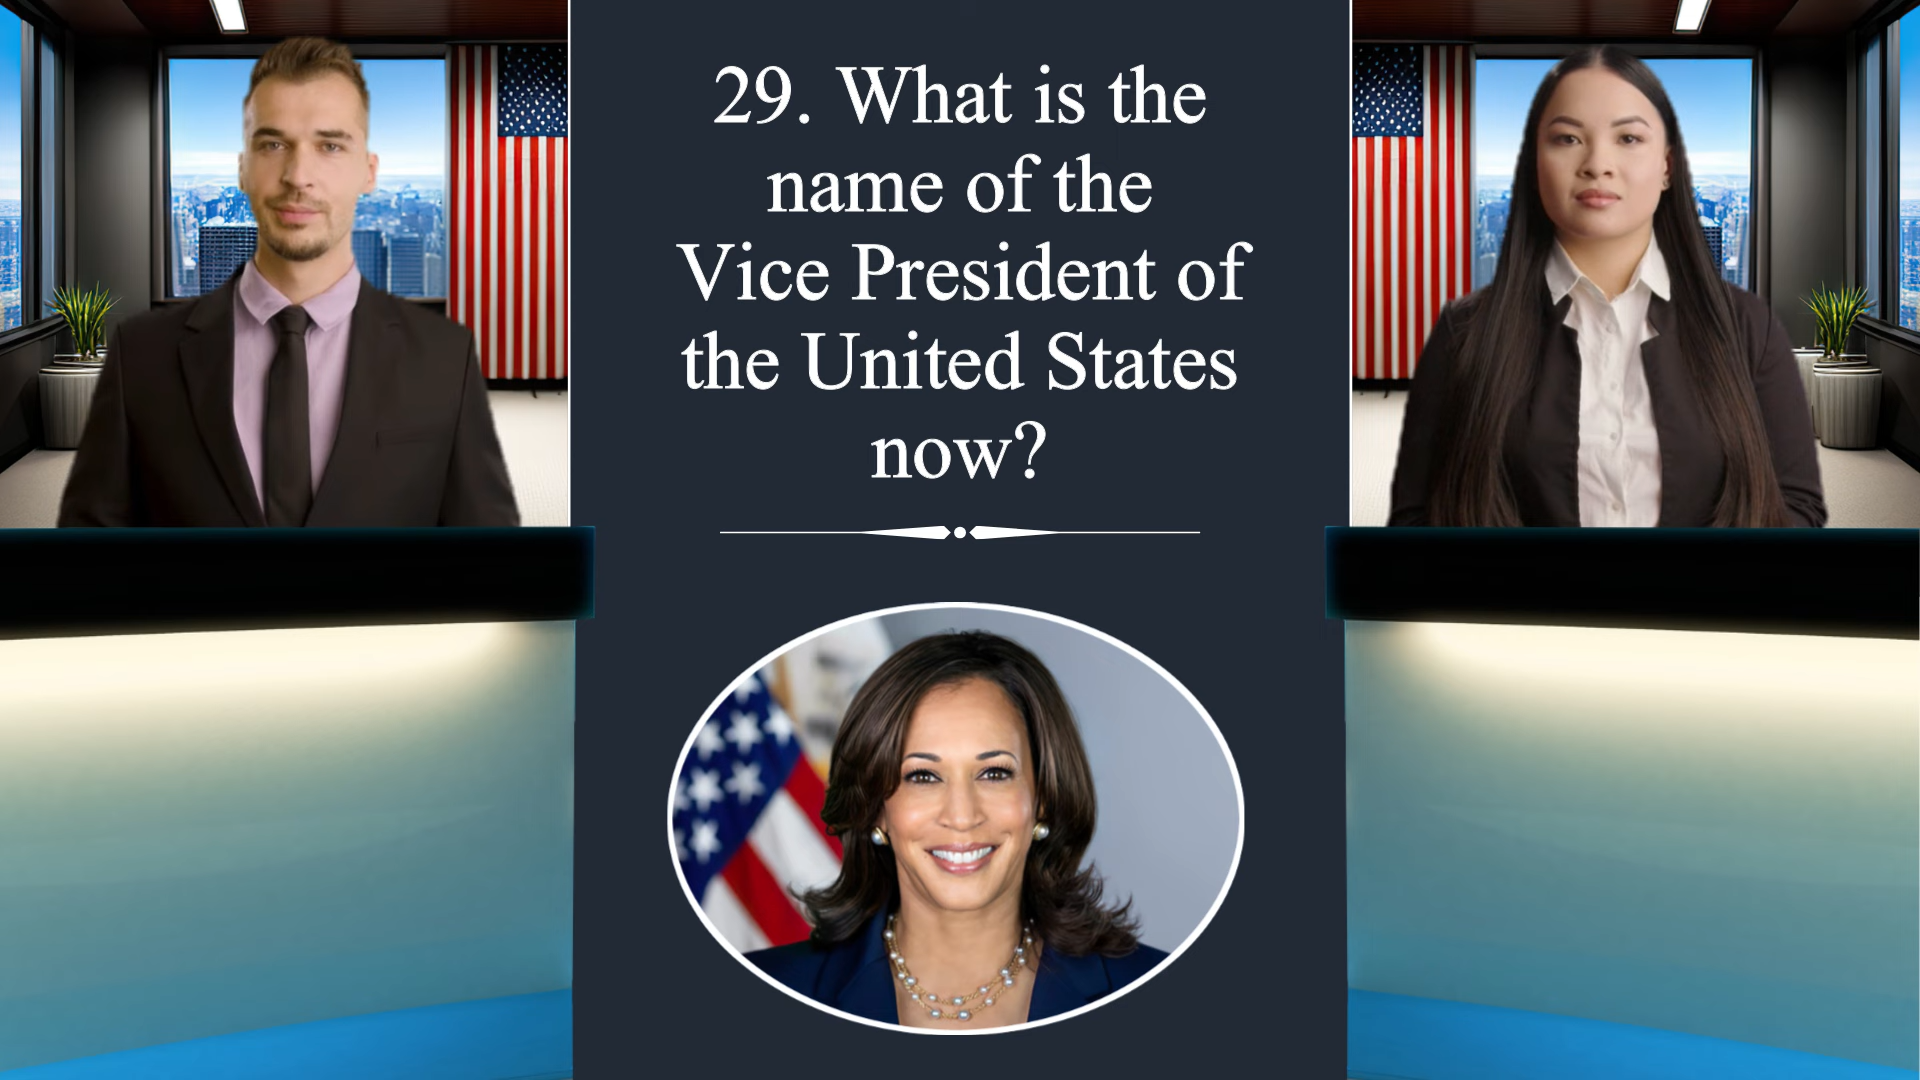 29. What is the
name of the
Vice President of
the United States
now?